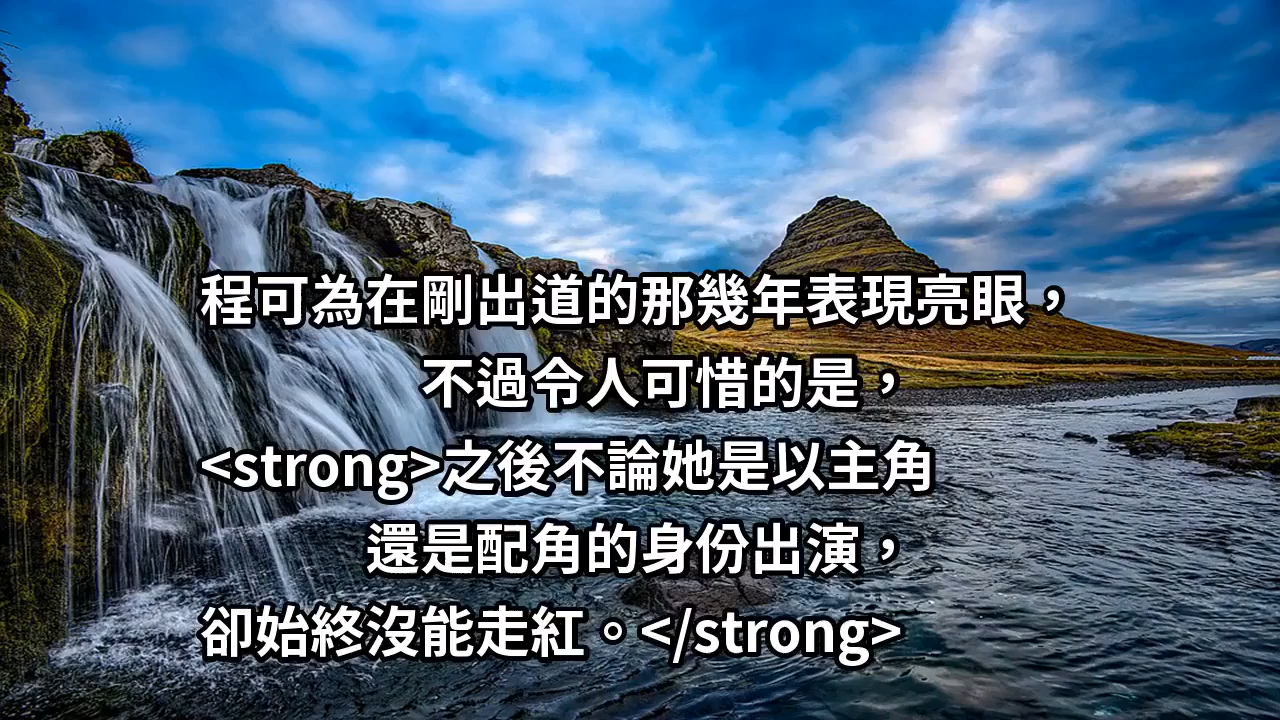 程可為在剛出道的那幾年表現亮眼，
不過令人可惜的是，
<strong>之後不論她是以主角
還是配角的身份出演，
卻始終沒能走紅。</strong>